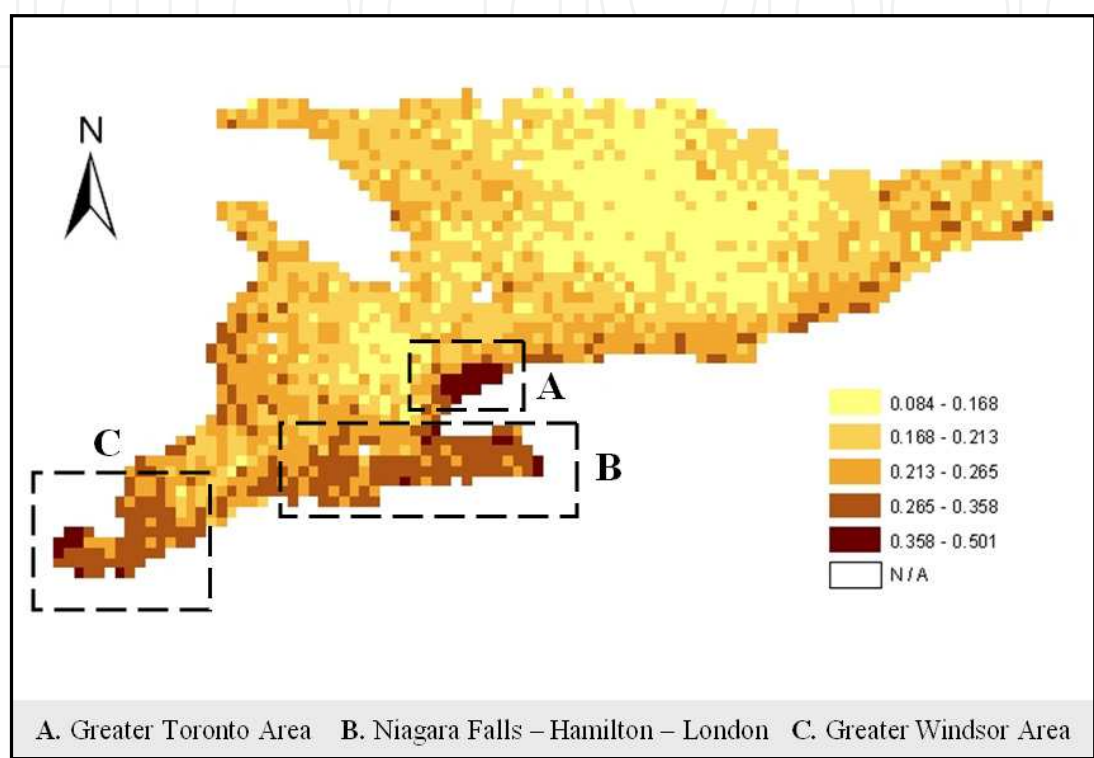 N
A
C
B
0.084 - 0.168
0.168 - 0.213
0.213 - 0.265
0.265 - 0.358
0.358 - 0.501
N / A
A. Greater Toronto Area B. Niagara Falls – Hamilton – London C. Greater Windsor Area